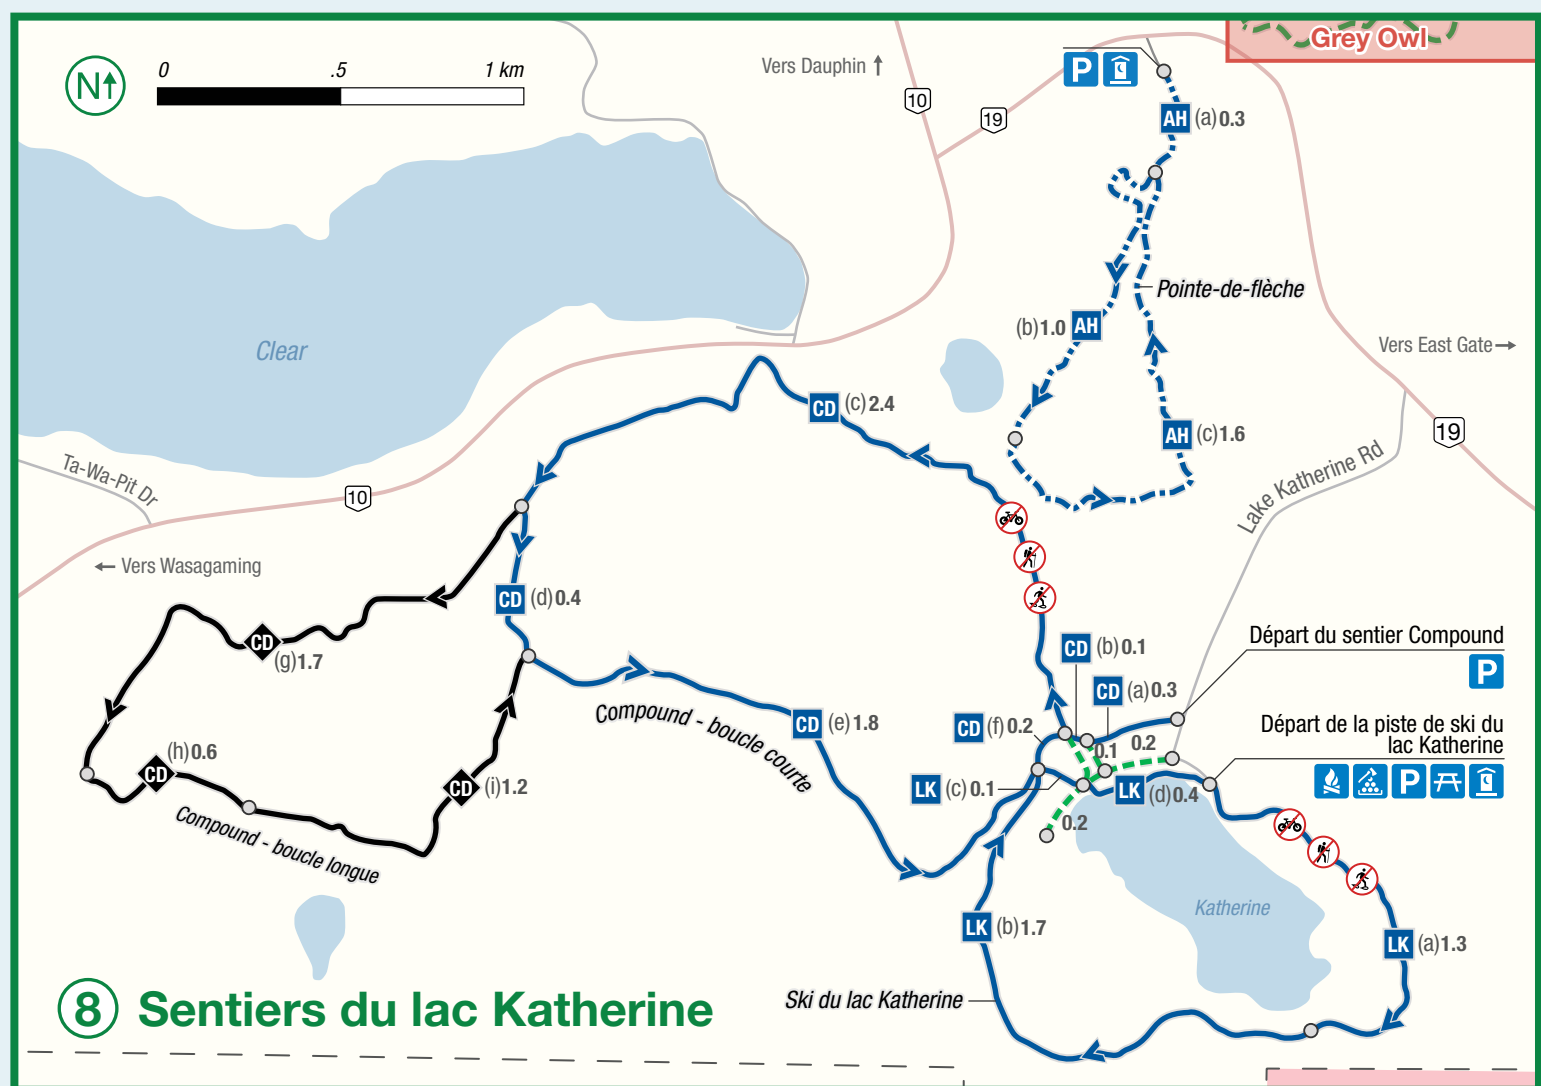 N
0 .5 1 km
Vers Dauphin
10
19
P
Grey Owl
AH (a) 0.3
Pointe-de-flèche
(b) 1.0 AH
Clear
Vers East Gate
CD (c) 2.4
AH (c) 1.6
19
Lake Katherine Rd
Ta-Wa-Pit Dr
10
Vers Wasagaming
CD (d) 0.4
CD
(g) 1.7
CD (b) 0.1
CD (a) 0.3
Départ du sentier Compound
P
CD (f) 0.2
0.1
0.2
Départ de la piste de ski du
lac Katherine
P
Compound - boucle courte
CD (e) 1.8
(h) 0.6
CD
CD (i) 1.2
LK (c) 0.1
LK (d) 0.4
0.2
Compound - boucle longue
Katherine
LK (b) 1.7
LK (a) 1.3
Ski du lac Katherine
8 Sentiers du lac Katherine